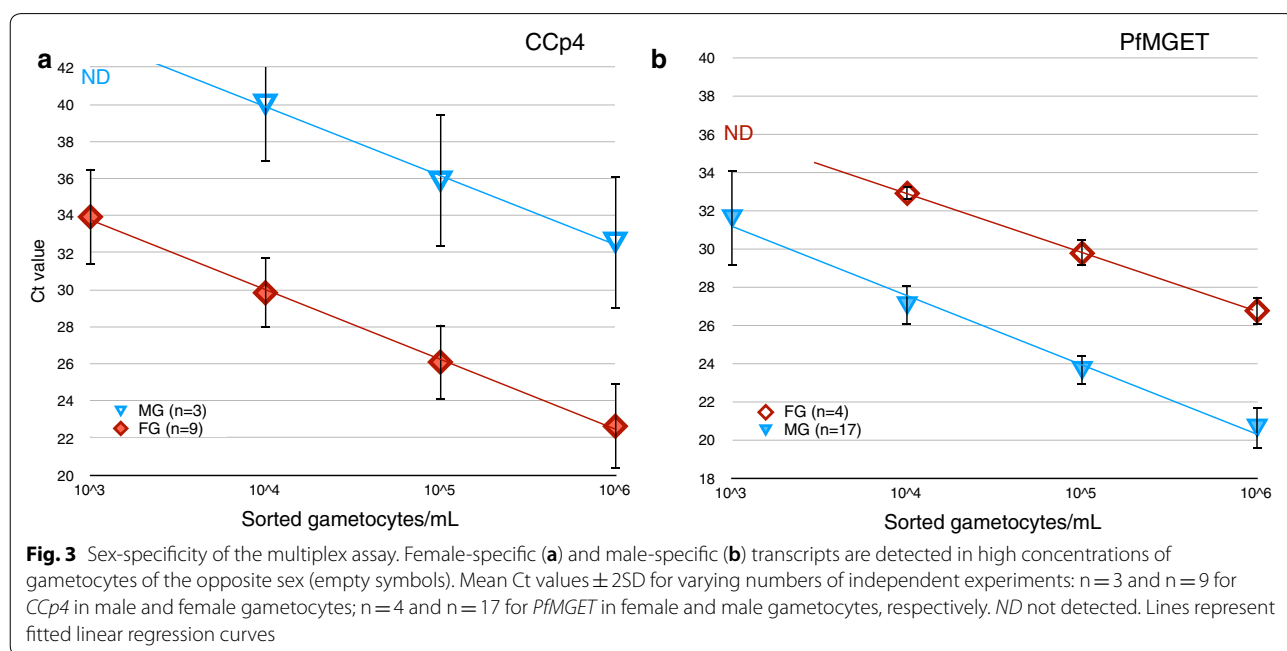 a
CCp4
42
40
38
36
34
32
30
28
26
24
22
20
Ct value
ND
MG (n=3)
FG (n=9)
10^3
10^4
10^5
10^6
Sorted gametocytes/mL
b
PfMGET
40
38
36
34
32
30
28
26
24
22
20
18
ND
FG (n=4)
MG (n=17)
10^3
10^4
10^5
10^6
Sorted gametocytes/mL
Fig. 3 Sex-specificity of the multiplex assay. Female-specific (a) and male-specific (b) transcripts are detected in high concentrations of
gametocytes of the opposite sex (empty symbols). Mean Ct values ± 2SD for varying numbers of independent experiments: n = 3 and n = 9 for
CCp4 in male and female gametocytes; n = 4 and n = 17 for PfMGET in female and male gametocytes, respectively. ND not detected. Lines represent
fitted linear regression curves